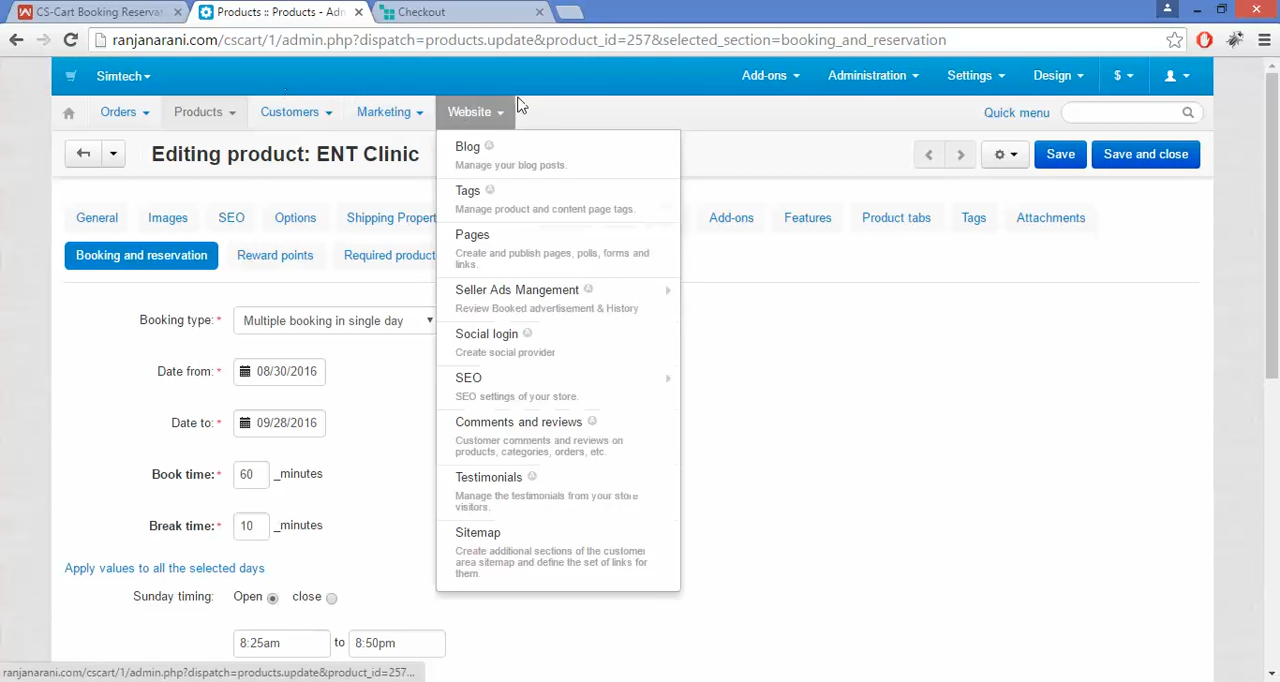 CS-Cart Booking Reserva
Products :: Products - Adm
Checkout
ranjanarani.com/cscart/1/admin.php?dispatch=products.update&product_id=257&selected_section=booking_and_reservation
Simtech
Add-ons
Administration
Settings
Design
$
Orders
Products
Customers
Marketing
Website
Quick menu
Editing product: ENT Clinic
Save
Save and close
Blog
Manage your blog posts.
Tags
Manage product and content page tags.
Pages
Create and publish pages, polls, forms and
links.
Seller Ads Mangement
Review Booked advertisement & History
Social login
Create social provider
SEO
SEO settings of your store.
Comments and reviews
Customer comments and reviews on
products, categories, orders, etc.
Testimonials
Manage the testimonials from your store
visitors.
Sitemap
Create additional sections of the customer
area sitemap and define the set of links for
them.
General
Images
SEO
Options
Shipping Propert
Add-ons
Features
Product tabs
Tags
Attachments
Booking and reservation
Reward points
Required product
Booking type: *
Multiple booking in single day
Date from: *
08/30/2016
Date to: *
09/28/2016
Book time: *
60
_minutes
Break time: *
10
_minutes
Apply values to all the selected days
Sunday timing:
Open
close
8:25am
to
8:50pm
ranjanarani.com/cscart/1/admin.php?dispatch=products.update&product_id=257...